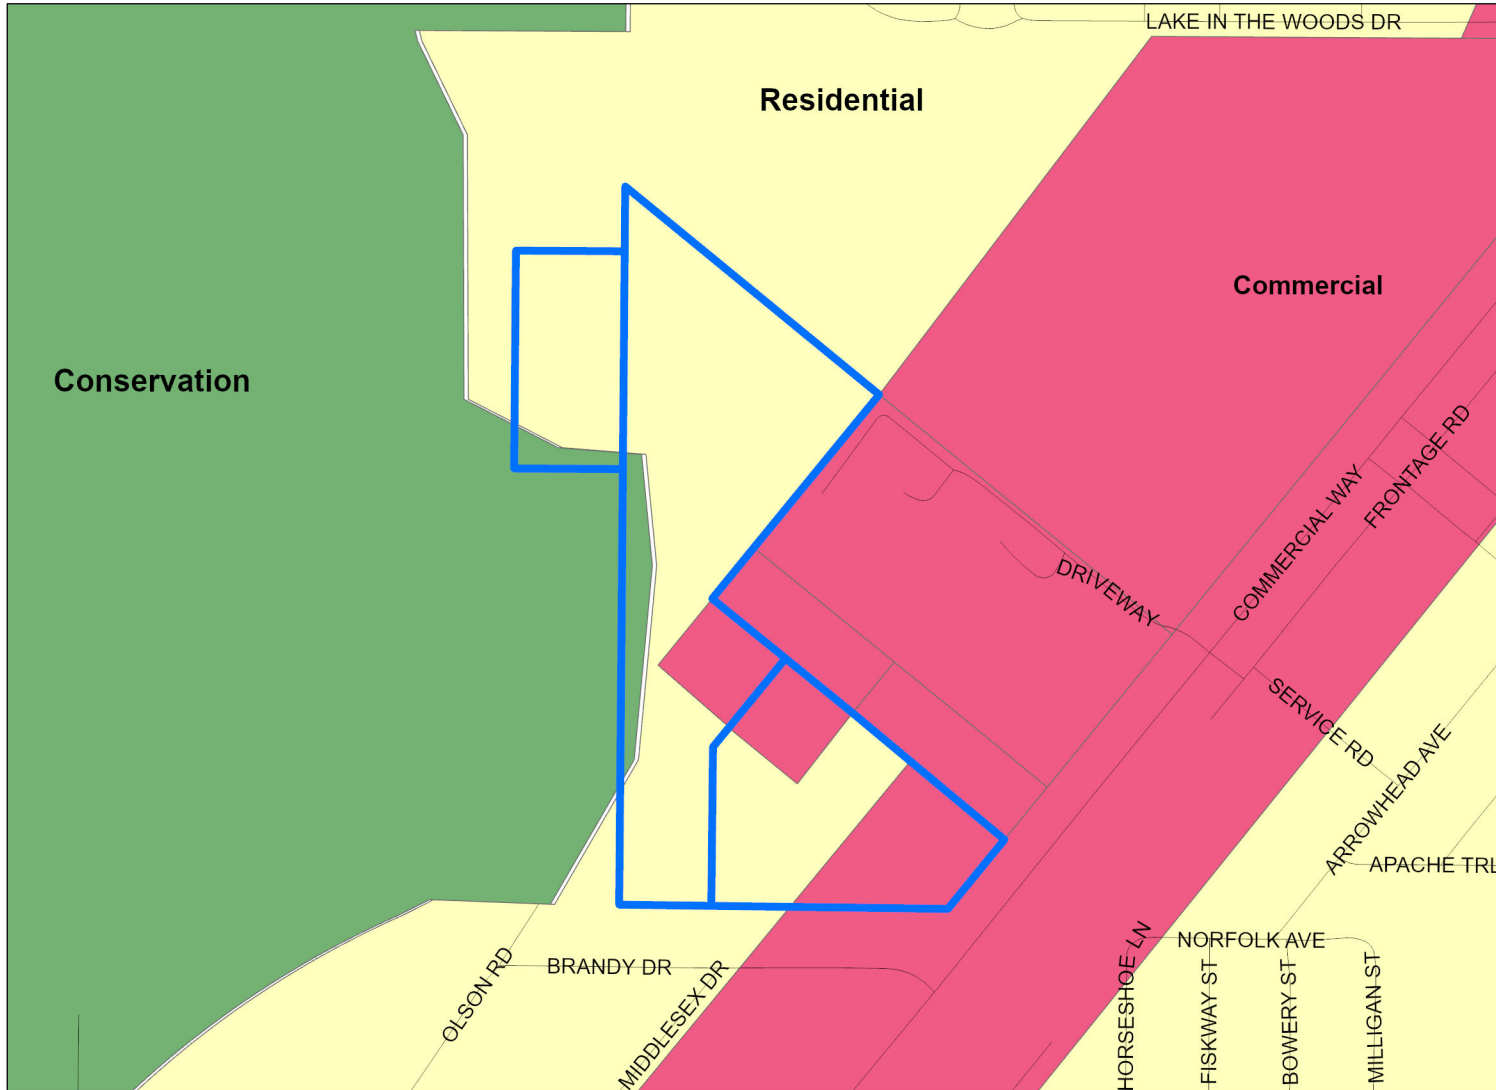 LAKE IN THE WOODS DR
Residential
Commercial
Conservation
COMMERCIAL WAY
FRONTAGE RD
DRIVEWAY
SERVICE RD
ARROWHEAD AVE
APACHE TRL
OLSON RD
BRANDY DR
MIDDLESEX DR
HORSESHOE LN
NORFOLK AVE
FISKWAY ST
BOWERY ST
MILLIGAN ST